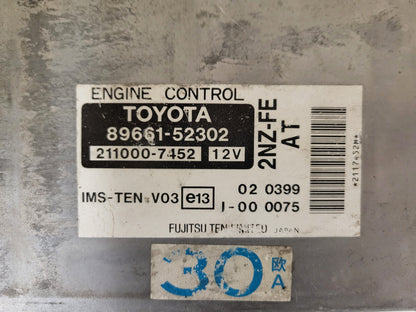 ENGINE CONTROL
TOYOTA
89661-52302
211000-7452 12V
2NZ-FE
AT
*2117452M*
IMS-TEN V03 e13
02 0399
I-00 0075
FUJITSU TEN LIMITED JAPAN
30 欧
A